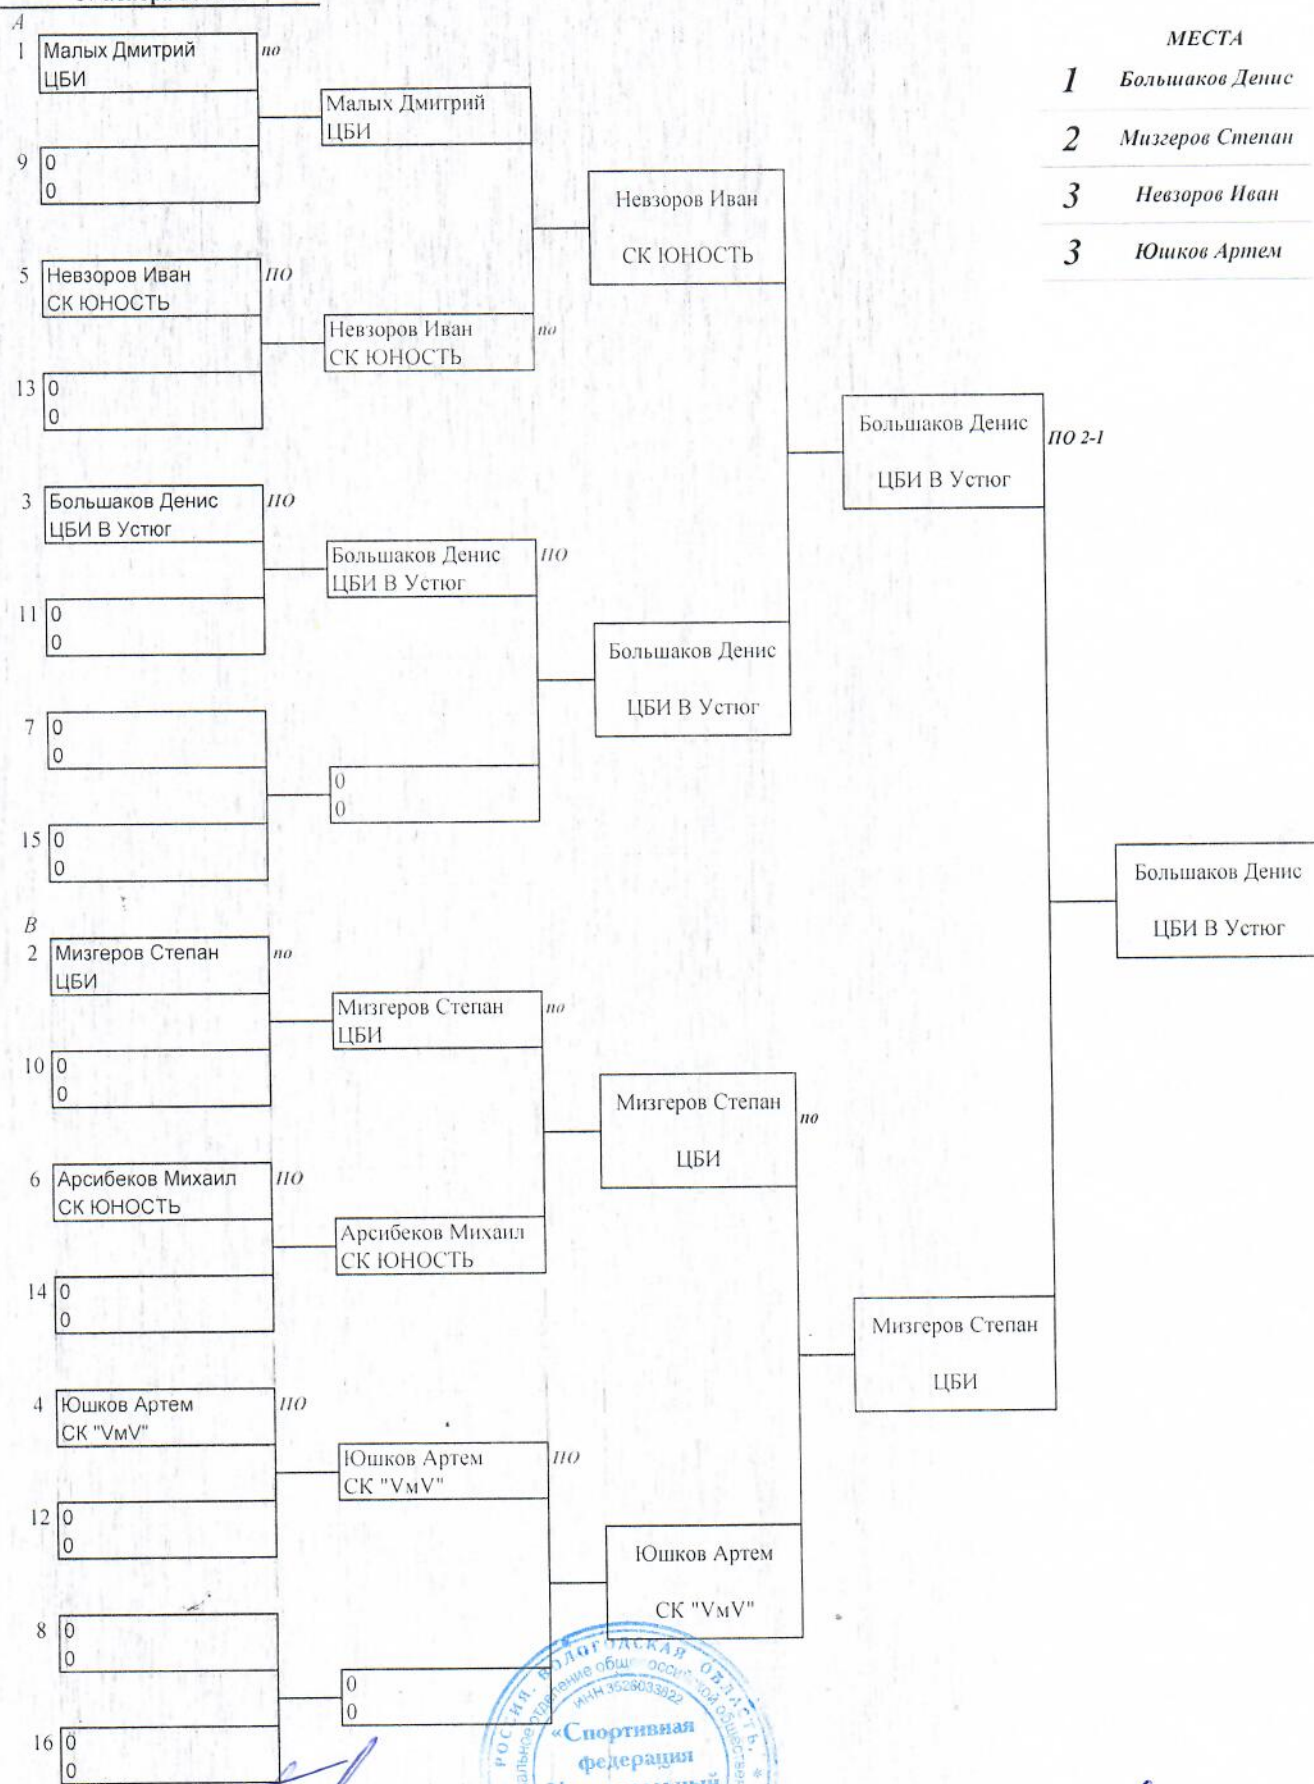 А
1 Малых Дмитрий по
ЦБИ
9 0
0
5 Невзоров Иван ПО
СК ЮНОСТЬ
13 0
0
3 Большаков Денис ПО
ЦБИ В Устюг
11 0
0
7 0
0
15 0
0
В
2 Мизгеров Степан по
ЦБИ
10 0
0
6 Арсибеков Михаил ПО
СК ЮНОСТЬ
14 0
0
4 Юшков Артем ПО
СК "VмV"
12 0
0
8 0
0
16 0
0
Малых Дмитрий
ЦБИ
Невзоров Иван по
СК ЮНОСТЬ
Большаков Денис ПО
ЦБИ В Устюг
0
0
Мизгеров Степан по
ЦБИ
Арсибеков Михаил
СК ЮНОСТЬ
Юшков Артем ПО
СК "VмV"
0
0
Невзоров Иван
СК ЮНОСТЬ
Большаков Денис
ЦБИ В Устюг
Мизгеров Степан по
ЦБИ
Юшков Артем
СК "VмV"
Большаков Денис ПО 2-1
ЦБИ В Устюг
Мизгеров Степан
ЦБИ
Большаков Денис
ЦБИ В Устюг
МЕСТА
1 Большаков Денис
2 Мизгеров Степан
3 Невзоров Иван
3 Юшков Артем
РОССИЯ, ВОЛОГОДСКАЯ ОБЛАСТЬ, *
отделение
«Спортивная
федерация